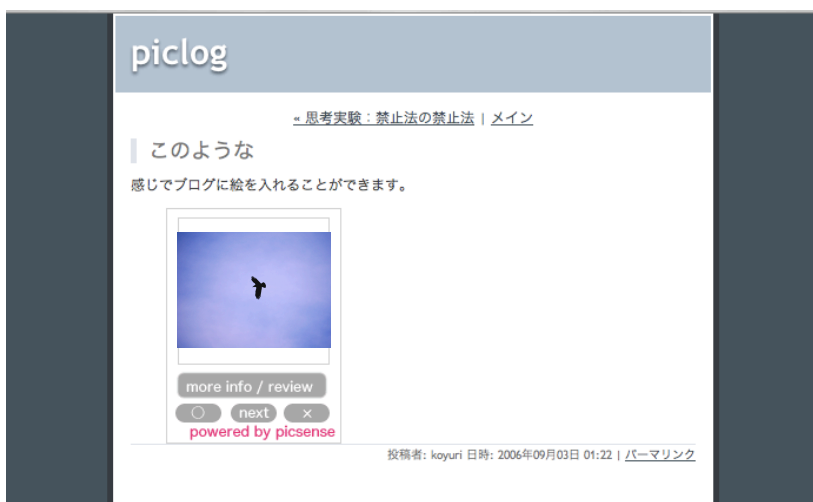 piclog
« 思考実験：禁止法の禁止法 | メイン
このような
感じでブログに絵を入れることができます。
more info / review
○ next ×
powered by picsense
投稿者: koyuri 日時: 2006年09月03日 01:22 | パーマリンク